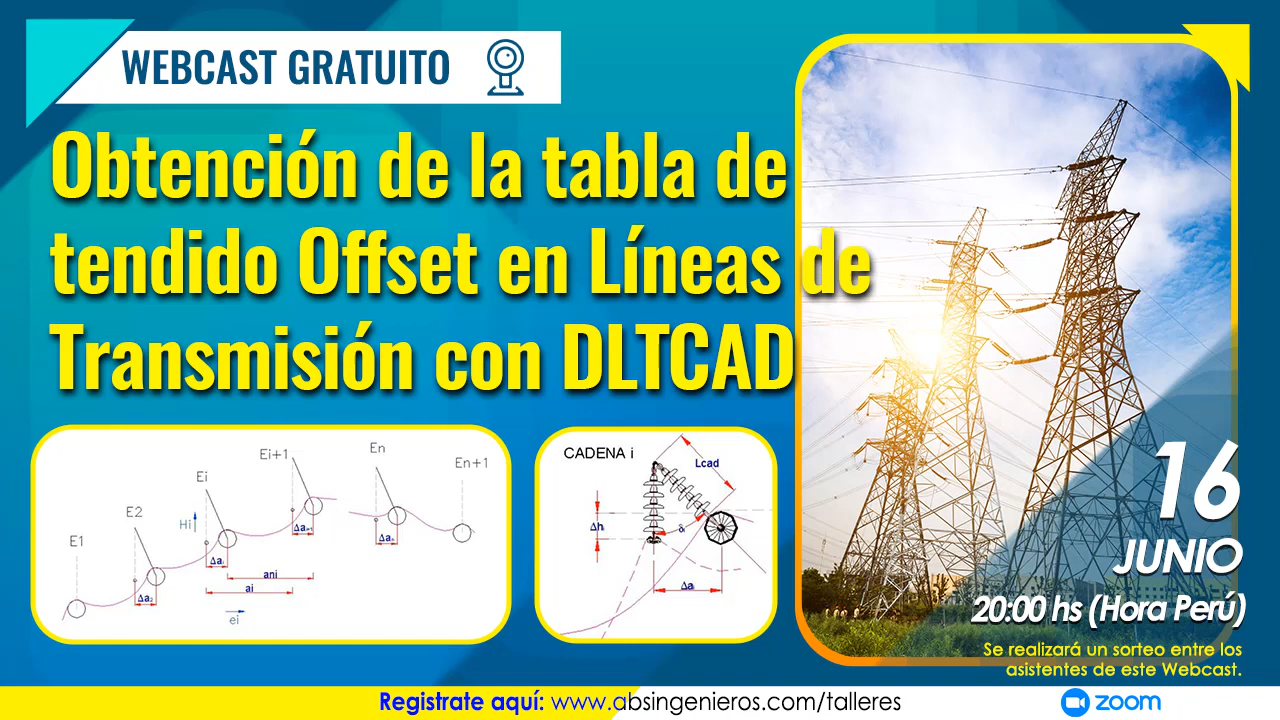 WEBCAST GRATUITO
Obtención de la tabla de
tendido Offset en Líneas de
Transmisión con DLTCAD
E1
E2
Ei
Ei+1
En
En+1
Hi
Δa₂
Δaᵢ
Δaᵢ₊₁
Δaₙ
ani
ai
ei
CADENA i
Lcad
Δhᵢ
δᵢ
Δaᵢ
16
JUNIO
20:00 hs (Hora Perú)
Se realizará un sorteo entre los
asistentes de este Webcast.
Registrate aquí: www.absingenieros.com/talleres
zoom